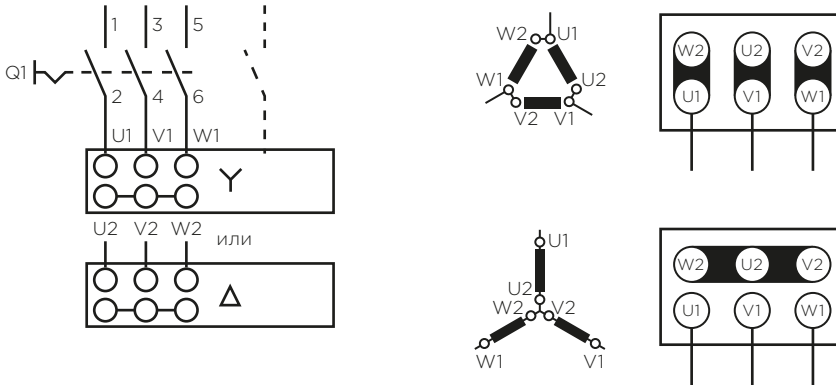 1 3 5
Q1
2 4 6
U1 V1 W1
Y
U2 V2 W2 или
Δ
W2 U1
W1 U2
V2 V1
W2 U2 V2
U1 V1 W1
U1
U2
W2 V2
W1 V1
W2 U2 V2
U1 V1 W1